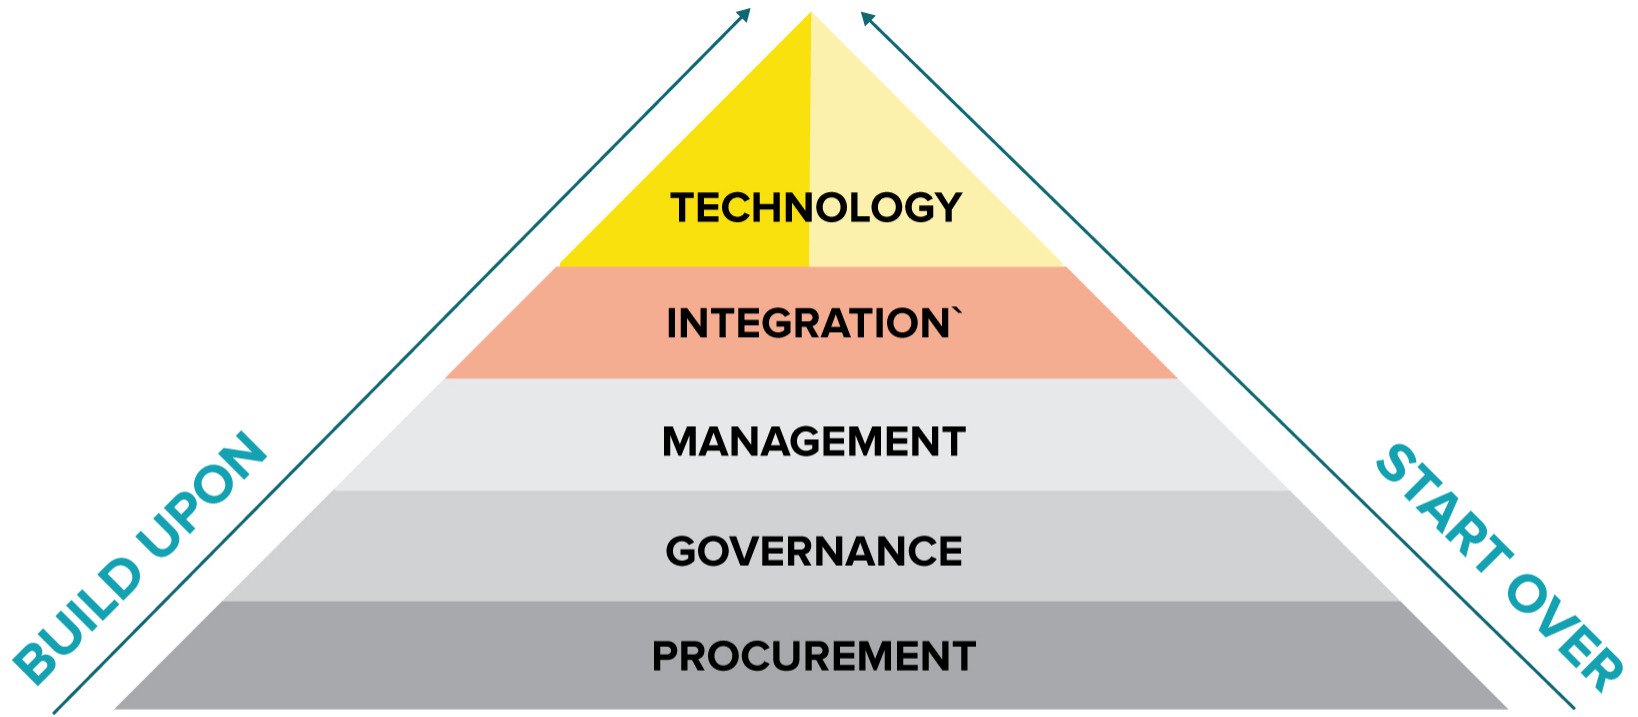 TECHNOLOGY
INTEGRATION`
MANAGEMENT
GOVERNANCE
PROCUREMENT
BUILD UPON
START OVER